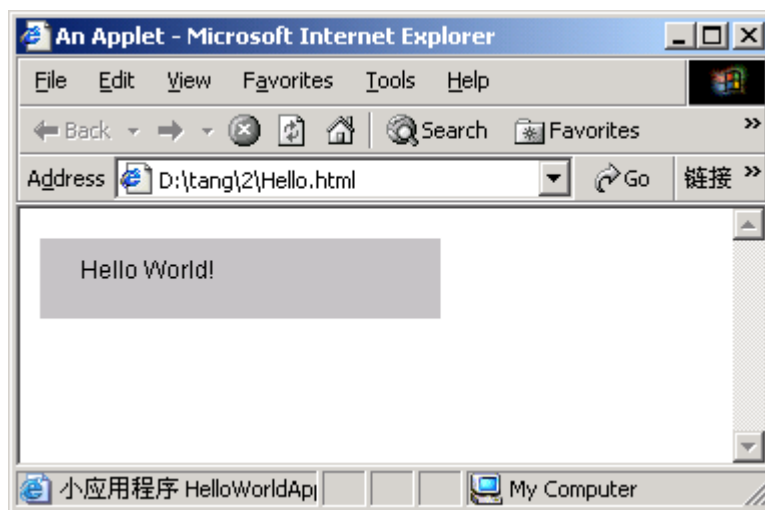 An Applet - Microsoft Internet Explorer
File Edit View Favorites Tools Help
Back Search Favorites »
Address D:\tang\2\Hello.html Go 链接 »
Hello World!
小应用程序 HelloWorldApp My Computer